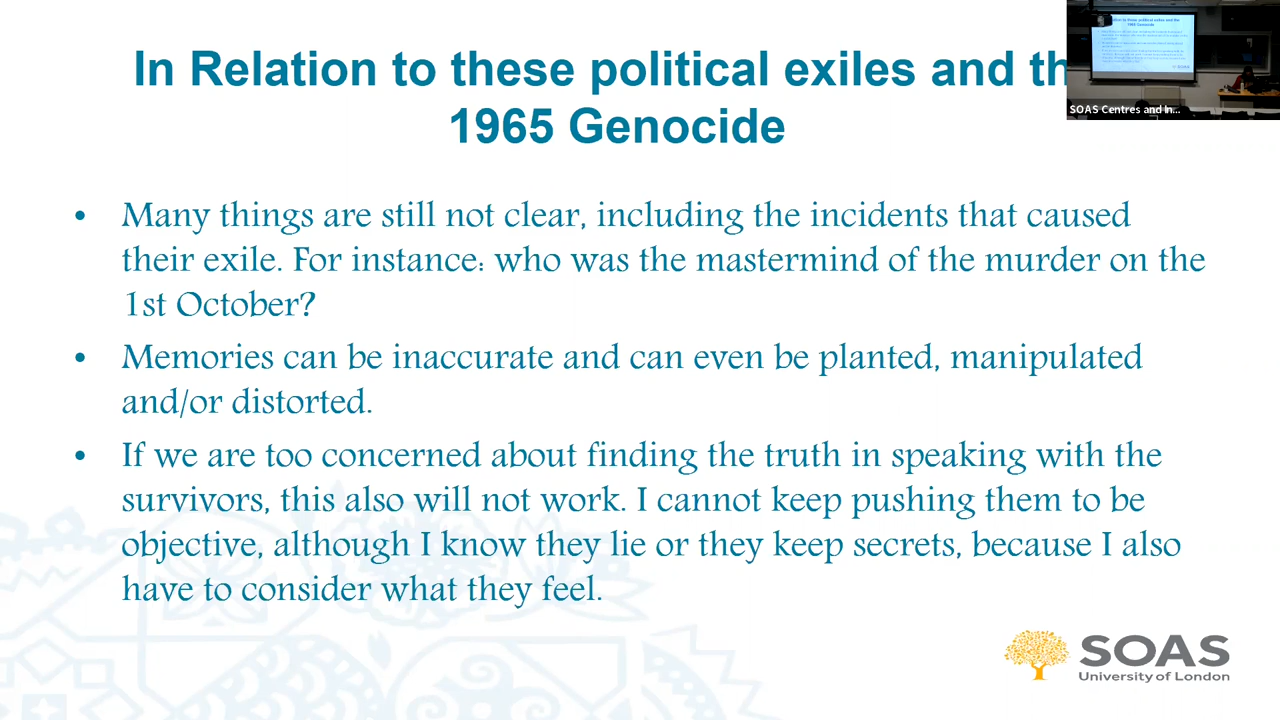 In Relation to these political exiles and th
1965 Genocide
SOAS Centres and In...
• Many things are still not clear, including the incidents that caused
their exile. For instance: who was the mastermind of the murder on the
1st October?
• Memories can be inaccurate and can even be planted, manipulated
and/or distorted.
• If we are too concerned about finding the truth in speaking with the
survivors, this also will not work. I cannot keep pushing them to be
objective, although I know they lie or they keep secrets, because I also
have to consider what they feel.
SOAS
University of London